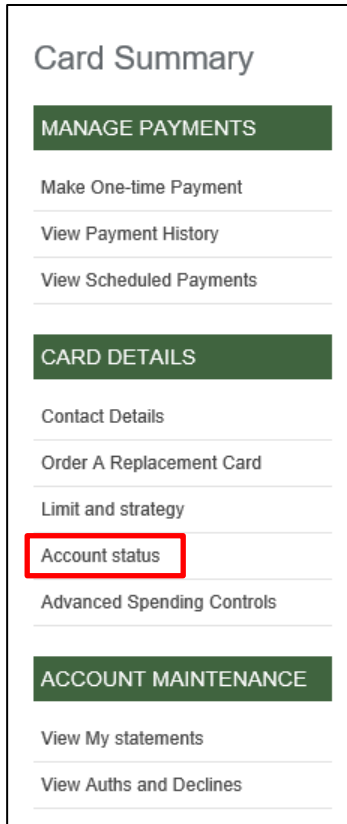 Card Summary
MANAGE PAYMENTS
Make One-time Payment
View Payment History
View Scheduled Payments
CARD DETAILS
Contact Details
Order A Replacement Card
Limit and strategy
Account status
Advanced Spending Controls
ACCOUNT MAINTENANCE
View My statements
View Auths and Declines